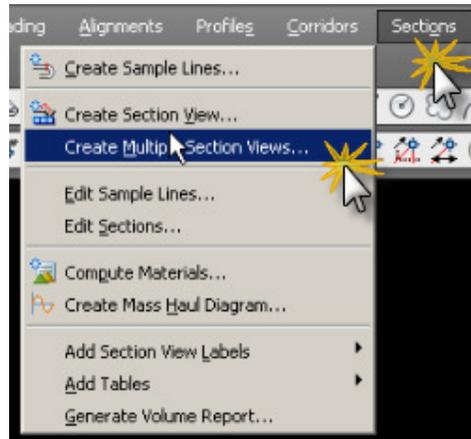 ding Alignments Profiles Corridors Sections
Create Sample Lines...
Create Section View...
Create Multip Section Views...
Edit Sample Lines...
Edit Sections...
Compute Materials...
Create Mass Haul Diagram...
Add Section View Labels
Add Tables
Generate Volume Report...